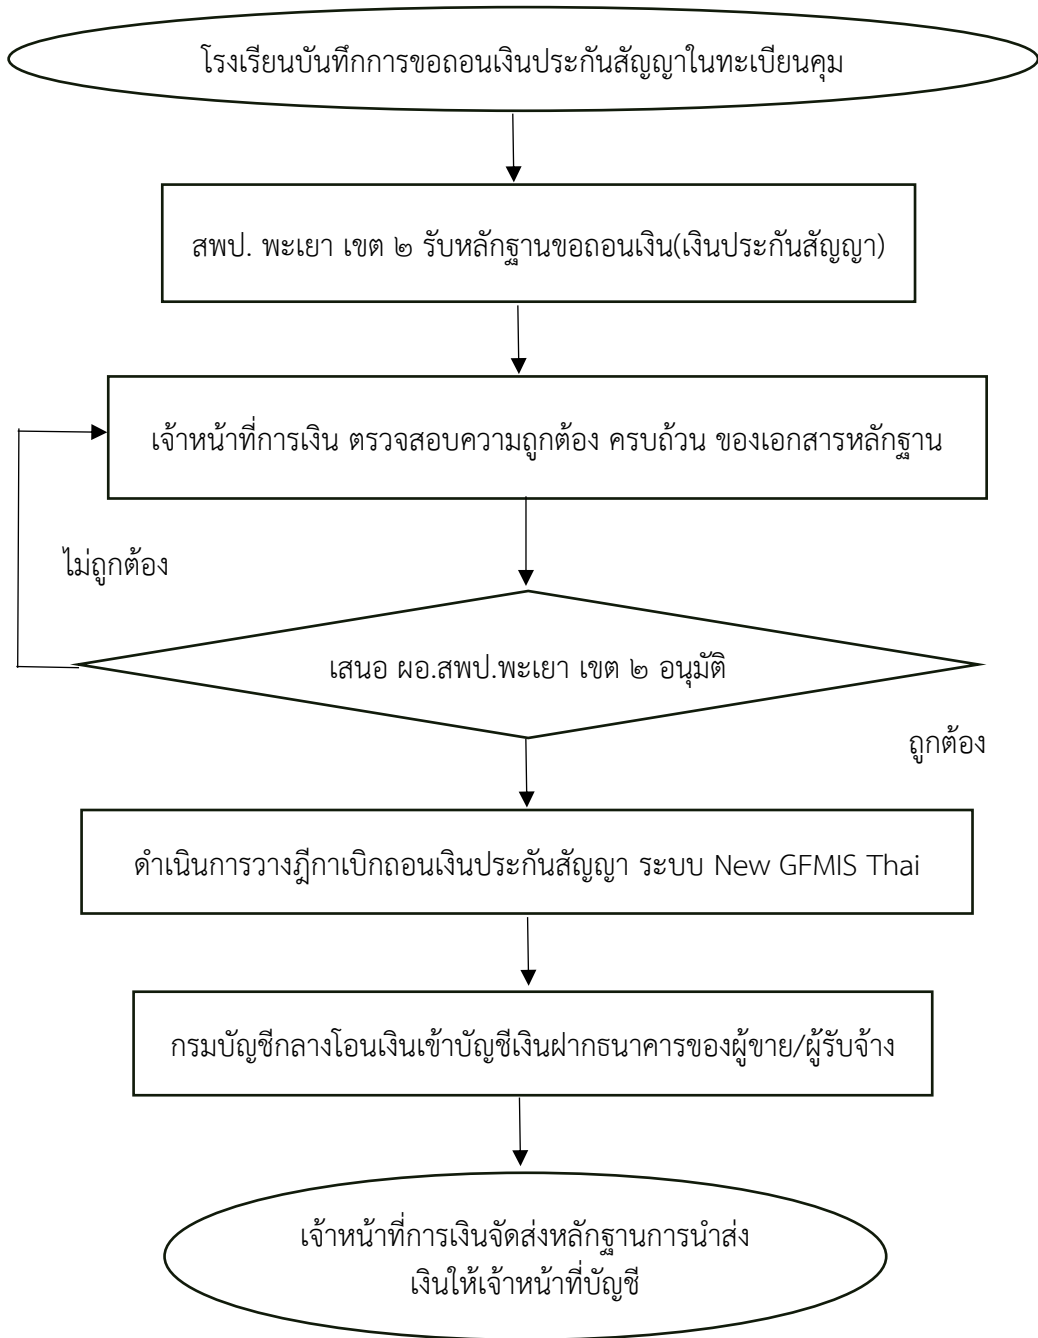 โรงเรียนบันทึกการขอถอนเงินประกันสัญญาในทะเบียนคุม
สพป. พะเยา เขต ๒ รับหลักฐานขอถอนเงิน(เงินประกันสัญญา)
เจ้าหน้าที่การเงิน ตรวจสอบความถูกต้อง ครบถ้วน ของเอกสารหลักฐาน
ไม่ถูกต้อง
เสนอ ผอ.สพป.พะเยา เขต ๒ อนุมัติ
ถูกต้อง
ดำเนินการวางฎีกาเบิกถอนเงินประกันสัญญา ระบบ New GFMIS Thai
กรมบัญชีกลางโอนเงินเข้าบัญชีเงินฝากธนาคารของผู้ขาย/ผู้รับจ้าง
เจ้าหน้าที่การเงินจัดส่งหลักฐานการนำส่ง
เงินให้เจ้าหน้าที่บัญชี